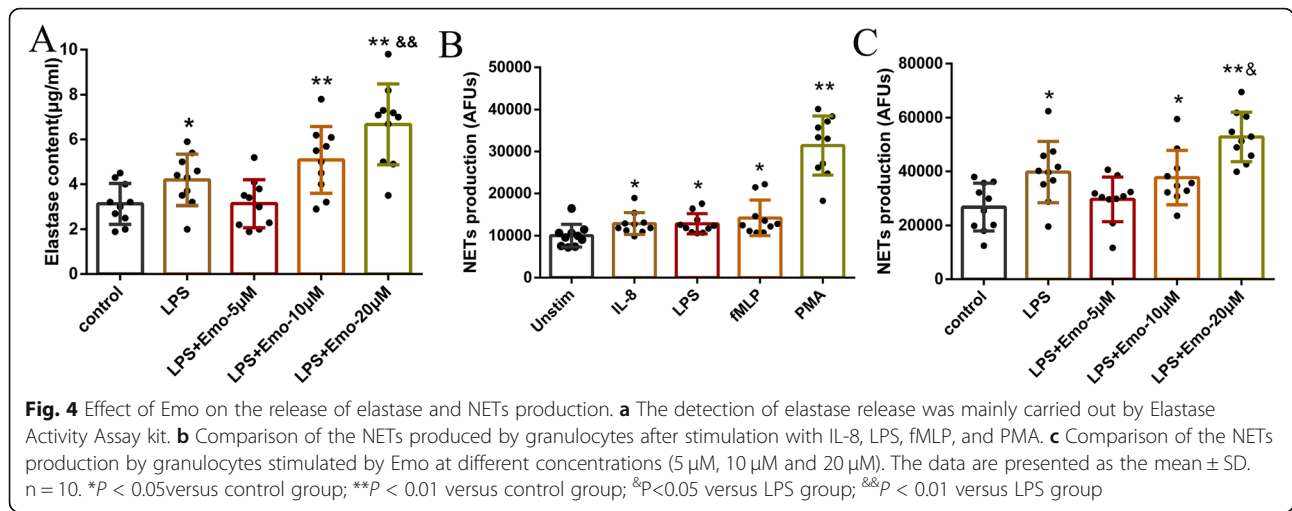 A
Elastase content(µg/ml)
10
8
6
4
2
0
*
**
** &&
control
LPS
LPS+Emo-5µM
LPS+Emo-10µM
LPS+Emo-20µM
B
NETs production (AFUs)
50000
40000
30000
20000
10000
0
*
*
*
**
Unstim
IL-8
LPS
fMLP
PMA
C
NETs production (AFUs)
80000
60000
40000
20000
0
*
*
**&
control
LPS
LPS+Emo-5µM
LPS+Emo-10µM
LPS+Emo-20µM
Fig. 4 Effect of Emo on the release of elastase and NETs production. a The detection of elastase release was mainly carried out by Elastase
Activity Assay kit. b Comparison of the NETs produced by granulocytes after stimulation with IL-8, LPS, fMLP, and PMA. c Comparison of the NETs
production by granulocytes stimulated by Emo at different concentrations (5 µM, 10 µM and 20 µM). The data are presented as the mean ± SD.
n = 10. *P < 0.05versus control group; **P < 0.01 versus control group; &P<0.05 versus LPS group; &&P < 0.01 versus LPS group